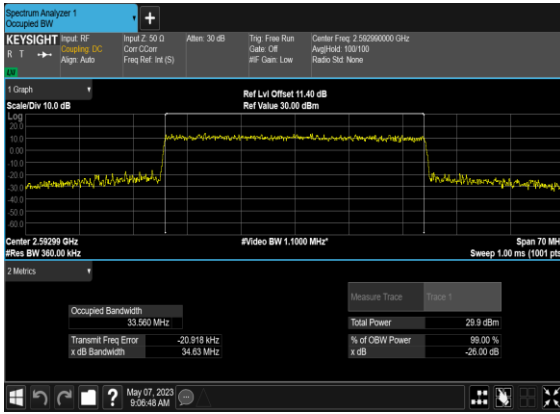 Spectrum Analyzer 1
Occupied BW
KEYSIGHT Input: RF Input Z: 50 Ω Atten: 30 dB Trig: Free Run Center Freq: 2.592990000 GHz
R T Coupling: DC Corr CCorr Gate: Off Avg|Hold: 100/100
Align: Auto Freq Ref: Int (S) #IF Gain: Low Radio Std: None
1 Graph
Ref Lvl Offset 11.40 dB
Scale/Div 10.0 dB Ref Value 30.00 dBm
Log
20.0
10.0
0.00
-10.0
-20.0
-30.0
-40.0
-50.0
-60.0
Center 2.59299 GHz #Video BW 1.1000 MHz* Span 70 MH
#Res BW 360.00 kHz Sweep 1.00 ms (1001 pts
2 Metrics
Measure Trace Trace 1
Occupied Bandwidth
33.560 MHz Total Power 29.9 dBm
Transmit Freq Error -20.918 kHz % of OBW Power 99.00 %
x dB Bandwidth 34.63 MHz x dB -26.00 dB
May 07, 2023
9:06:48 AM